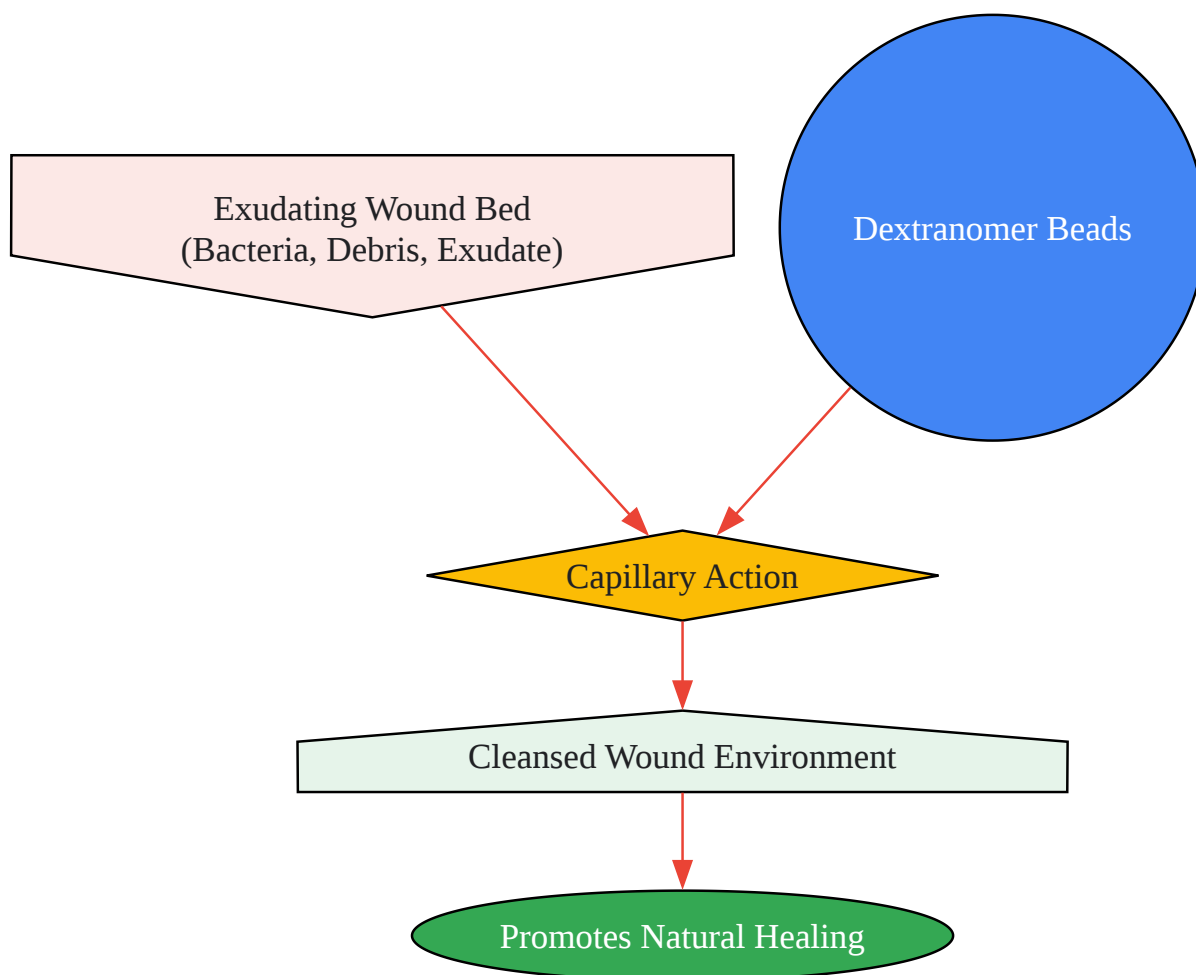 Exudating Wound Bed
(Bacteria, Debris, Exudate)
Dextranomer Beads
Capillary Action
Cleansed Wound Environment
Promotes Natural Healing